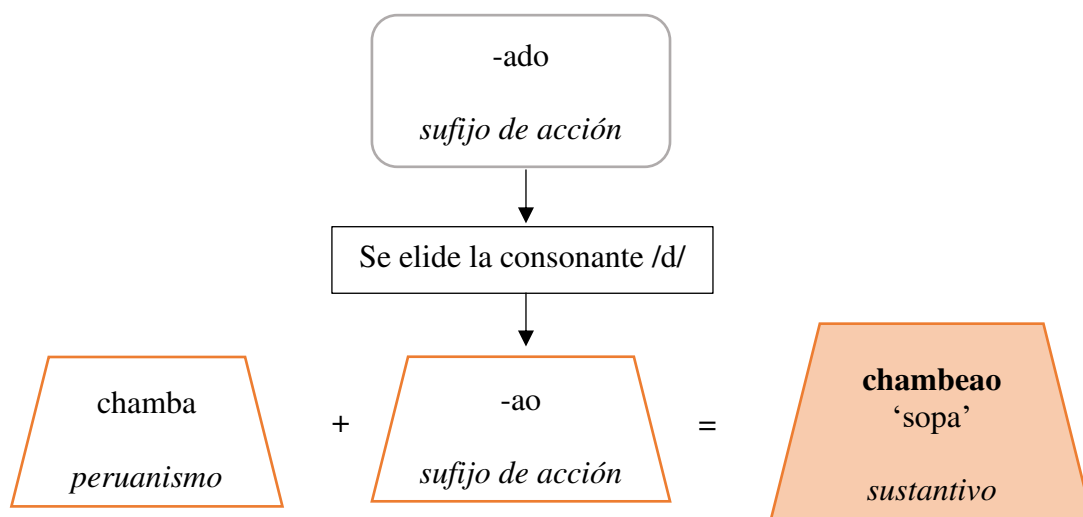 -ado
sufijo de acción
Se elide la consonante /d/
chamba
peruanismo
+
-ao
sufijo de acción
=
chambeao
‘sopa’
sustantivo